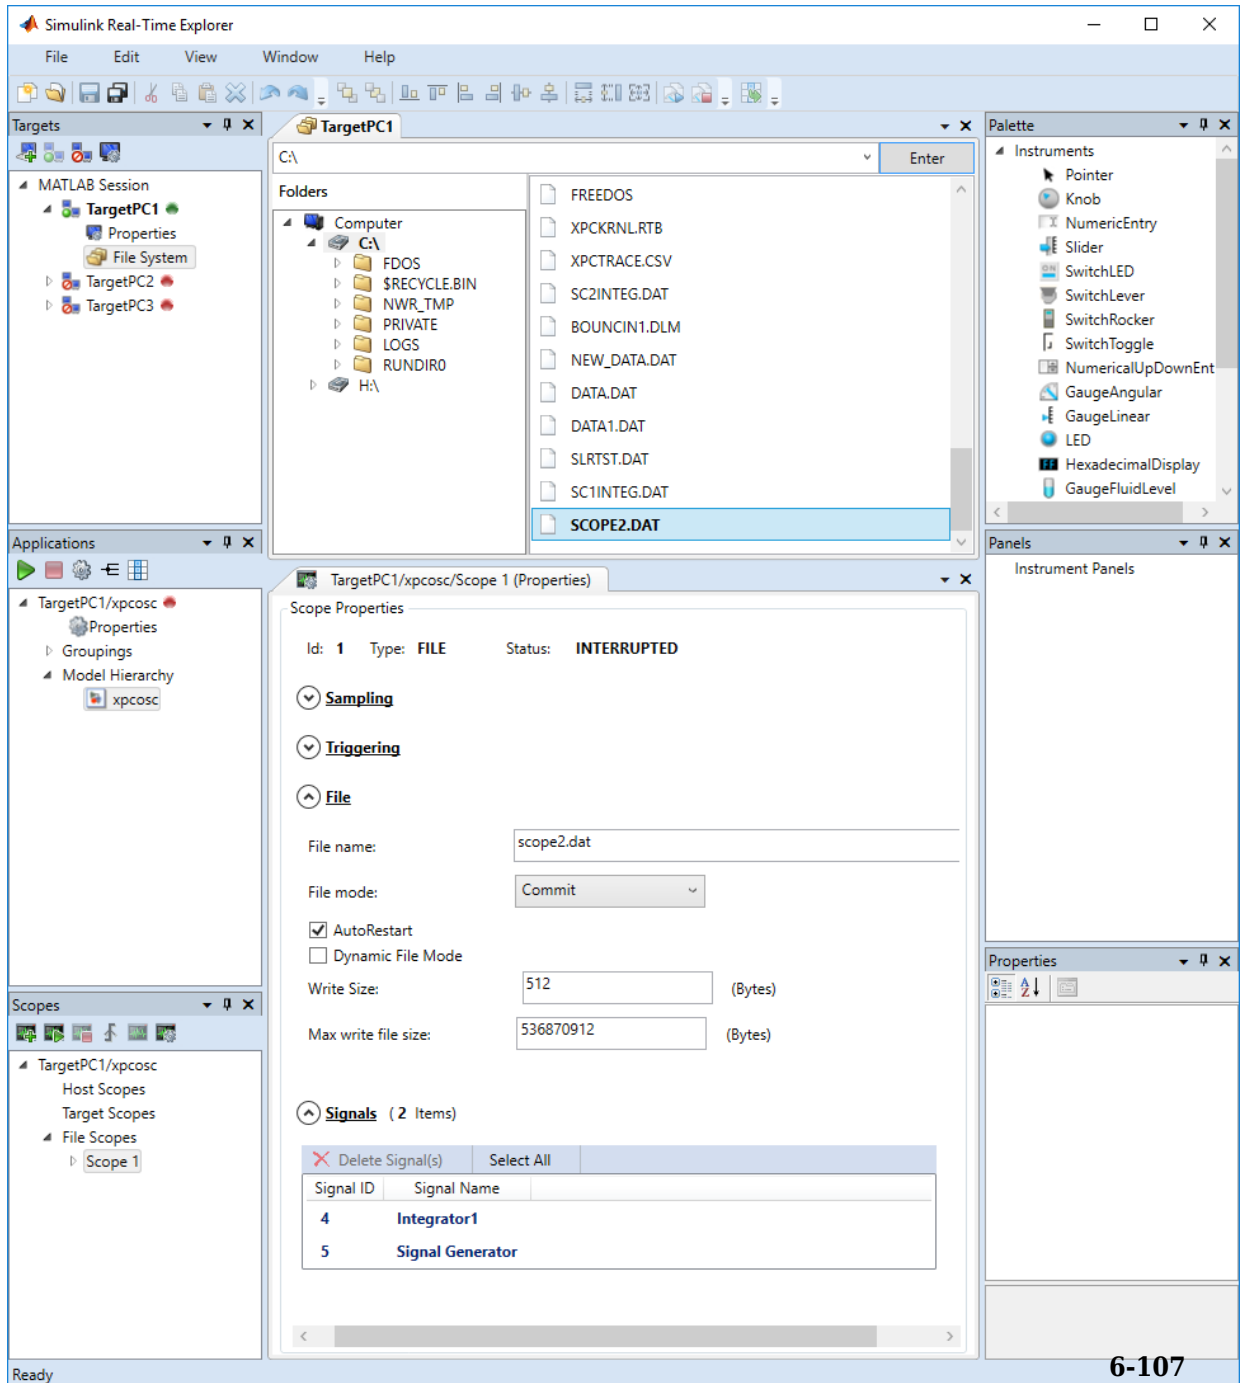 Simulink Real-Time Explorer
File Edit View Window Help
Targets
MATLAB Session
TargetPC1
Properties
File System
TargetPC2
TargetPC3
TargetPC1
C:\
Enter
Folders
Computer
C:\
FDOS
$RECYCLE.BIN
NWR_TMP
PRIVATE
LOGS
RUNDIR0
H:\
FREEDOS
XPCKRNL.RTB
XPCTRACE.CSV
SC2INTEG.DAT
BOUNCIN1.DLM
NEW_DATA.DAT
DATA.DAT
DATA1.DAT
SLRTST.DAT
SC1INTEG.DAT
SCOPE2.DAT
Palette
Instruments
Pointer
Knob
NumericEntry
Slider
SwitchLED
SwitchLever
SwitchRocker
SwitchToggle
NumericalUpDownEnt
GaugeAngular
GaugeLinear
LED
HexadecimalDisplay
GaugeFluidLevel
Applications
TargetPC1/xpcosc
Properties
Groupings
Model Hierarchy
xpcosc
TargetPC1/xpcosc/Scope 1 (Properties)
Scope Properties
Id: 1 Type: FILE Status: INTERRUPTED
Sampling
Triggering
File
File name: scope2.dat
File mode: Commit
AutoRestart
Dynamic File Mode
Write Size: 512 (Bytes)
Max write file size: 536870912 (Bytes)
Signals ( 2 Items)
Delete Signal(s) Select All
Signal ID Signal Name
4 Integrator1
5 Signal Generator
Panels
Instrument Panels
Properties
Scopes
TargetPC1/xpcosc
Host Scopes
Target Scopes
File Scopes
Scope 1
Ready
6-107